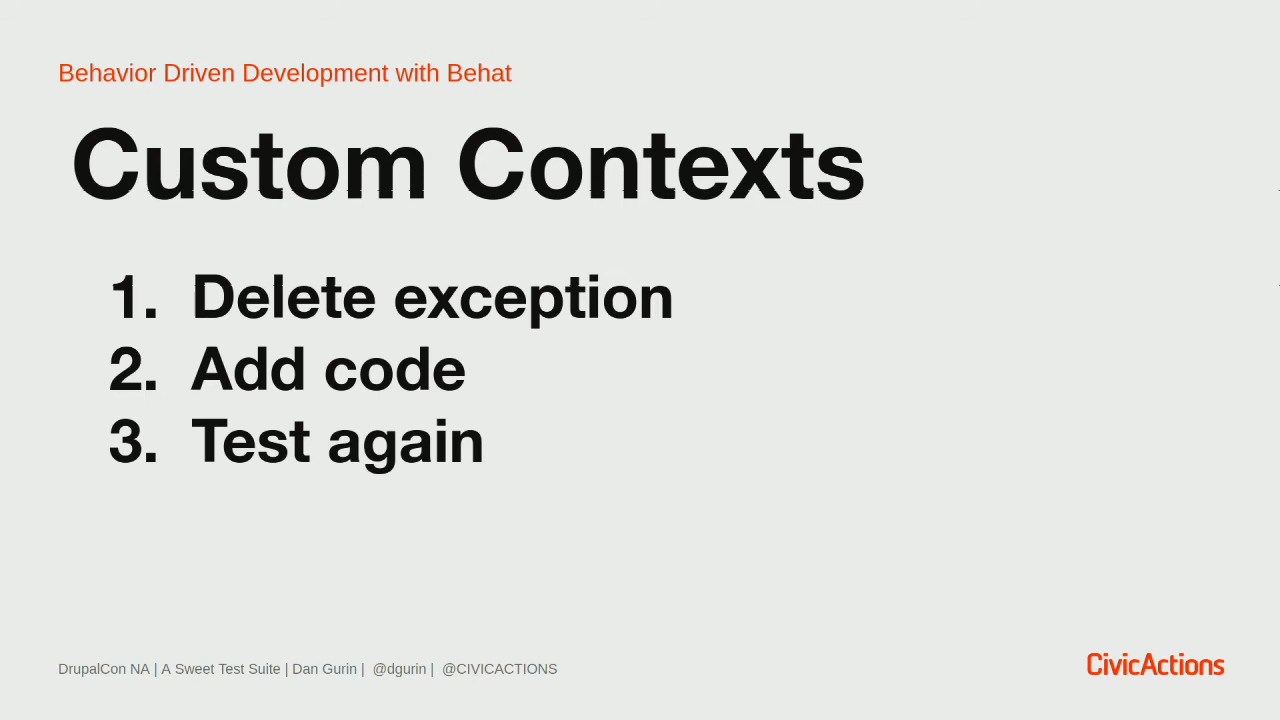 Behavior Driven Development with Behat
Custom Contexts
1. Delete exception
2. Add code
3. Test again
DrupalCon NA | A Sweet Test Suite | Dan Gurin | @dgurin | @CIVICACTIONS
CivicActions